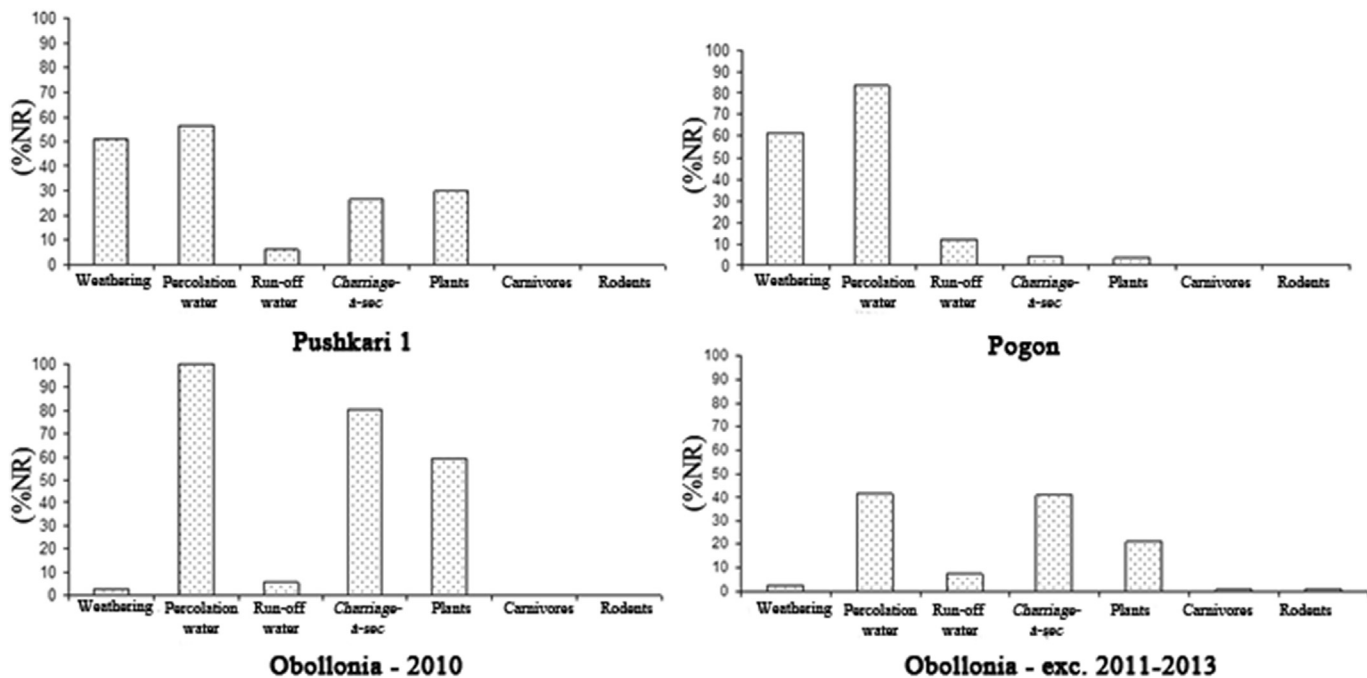 100
90
80
70
60
50
40
30
20
10
0
(%NR)
Weathering
Percolation
water
Run-off
water
Charriage-
à-sec
Plants
Carnivores
Rodents
Pushkari 1
100
90
80
70
60
50
40
30
20
10
0
(%NR)
Weathering
Percolation
water
Run-off
water
Charriage-
à-sec
Plants
Carnivores
Rodents
Pogon
100
90
80
70
60
50
40
30
20
10
0
(%NR)
Weathering
Percolation
water
Run-off
water
Charriage-
à-sec
Plants
Carnivores
Rodents
Obollonia - 2010
100
90
80
70
60
50
40
30
20
10
0
(%NR)
Weathering
Percolation
water
Run-off
water
Charriage-
à-sec
Plants
Carnivores
Rodents
Obollonia - exc. 2011-2013